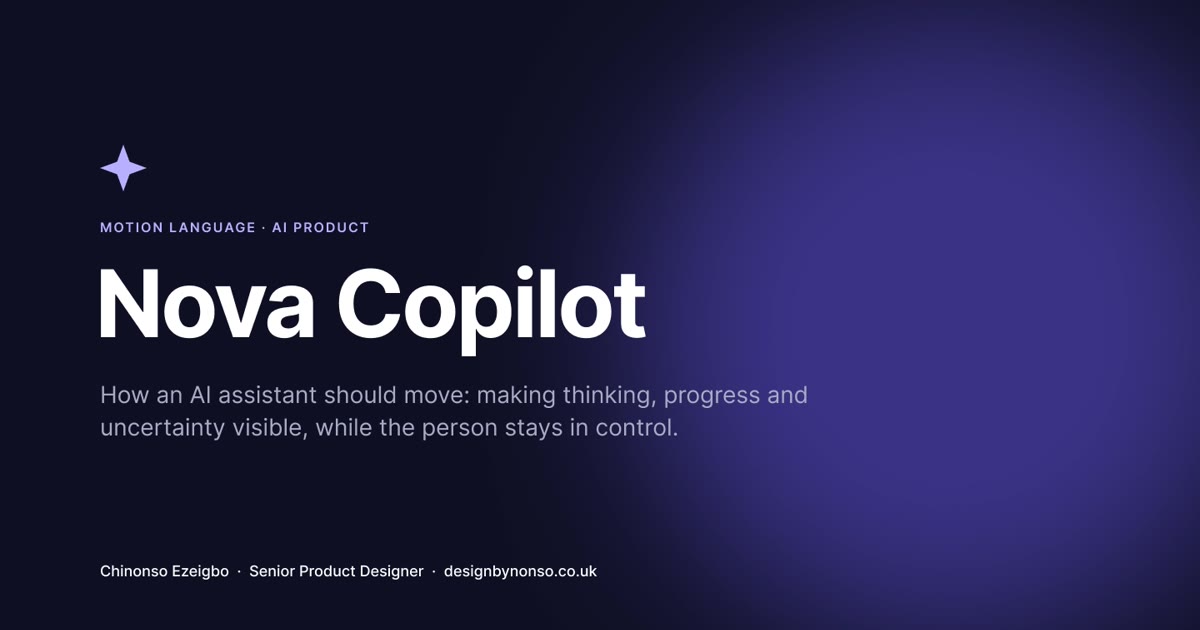 MOTION LANGUAGE · AI PRODUCT
Nova Copilot
How an AI assistant should move: making thinking, progress and
uncertainty visible, while the person stays in control.
Chinonso Ezeigbo · Senior Product Designer · designbynonso.co.uk